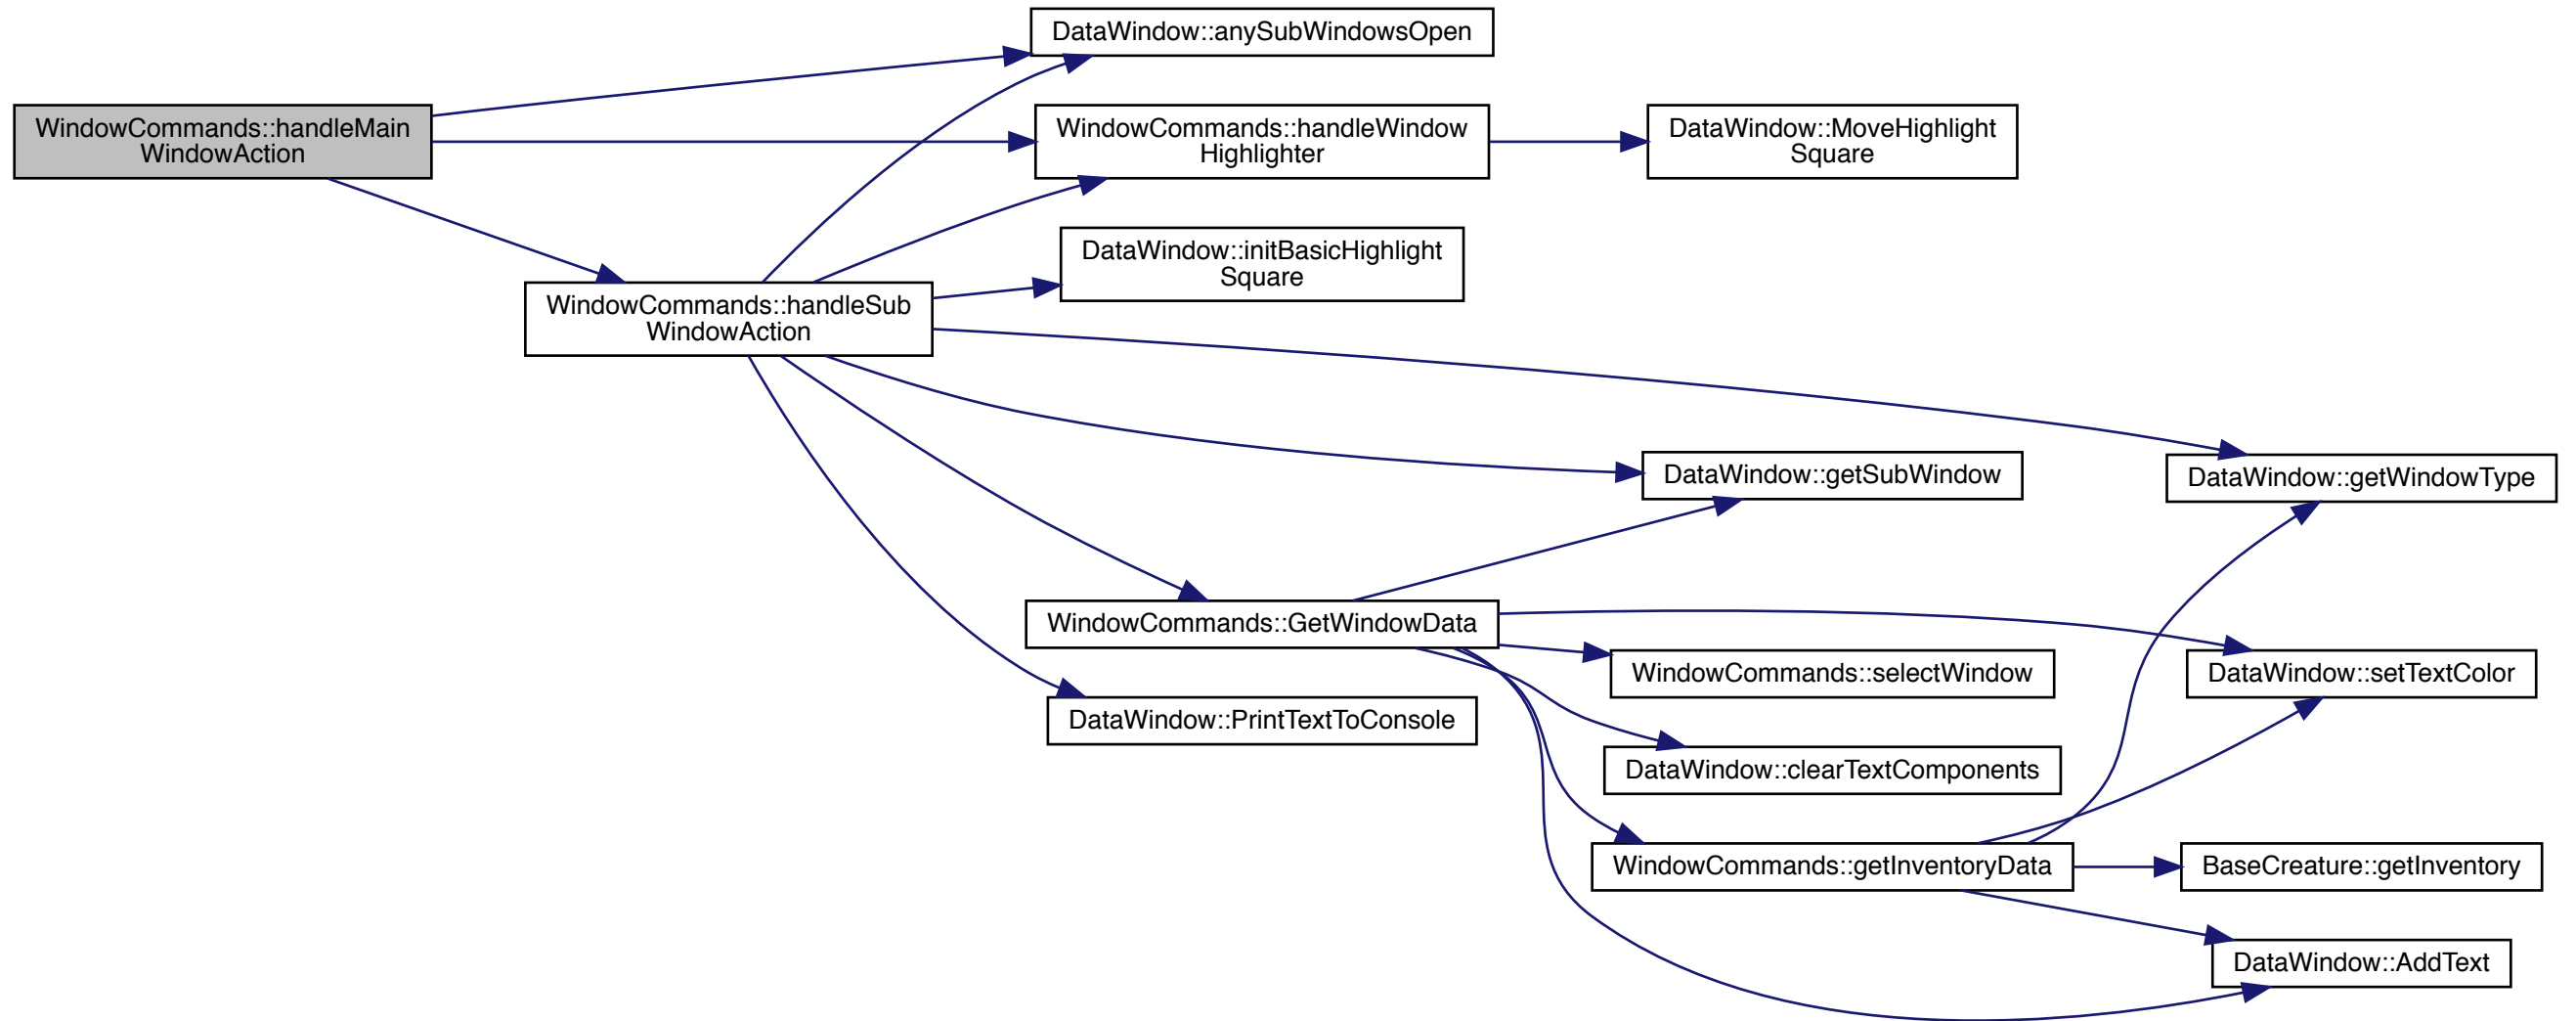 DataWindow::anySubWindowsOpen
WindowCommands::handleMain
WindowAction
WindowCommands::handleWindow
Highlighter
DataWindow::MoveHighlight
Square
DataWindow::initBasicHighlight
Square
WindowCommands::handleSub
WindowAction
DataWindow::getSubWindow
DataWindow::getWindowType
WindowCommands::GetWindowData
WindowCommands::selectWindow
DataWindow::setTextColor
DataWindow::PrintTextToConsole
DataWindow::clearTextComponents
WindowCommands::getInventoryData
BaseCreature::getInventory
DataWindow::AddText